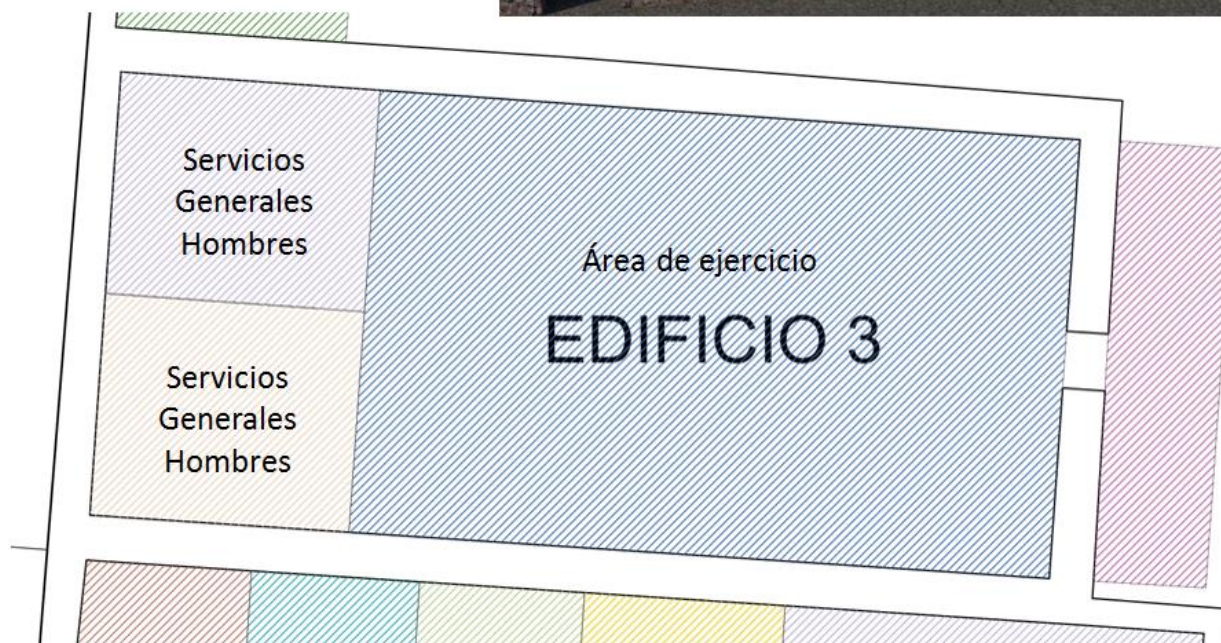 Servicios
Generales
Hombres
Área de ejercicio
EDIFICIO 3
Servicios
Generales
Hombres